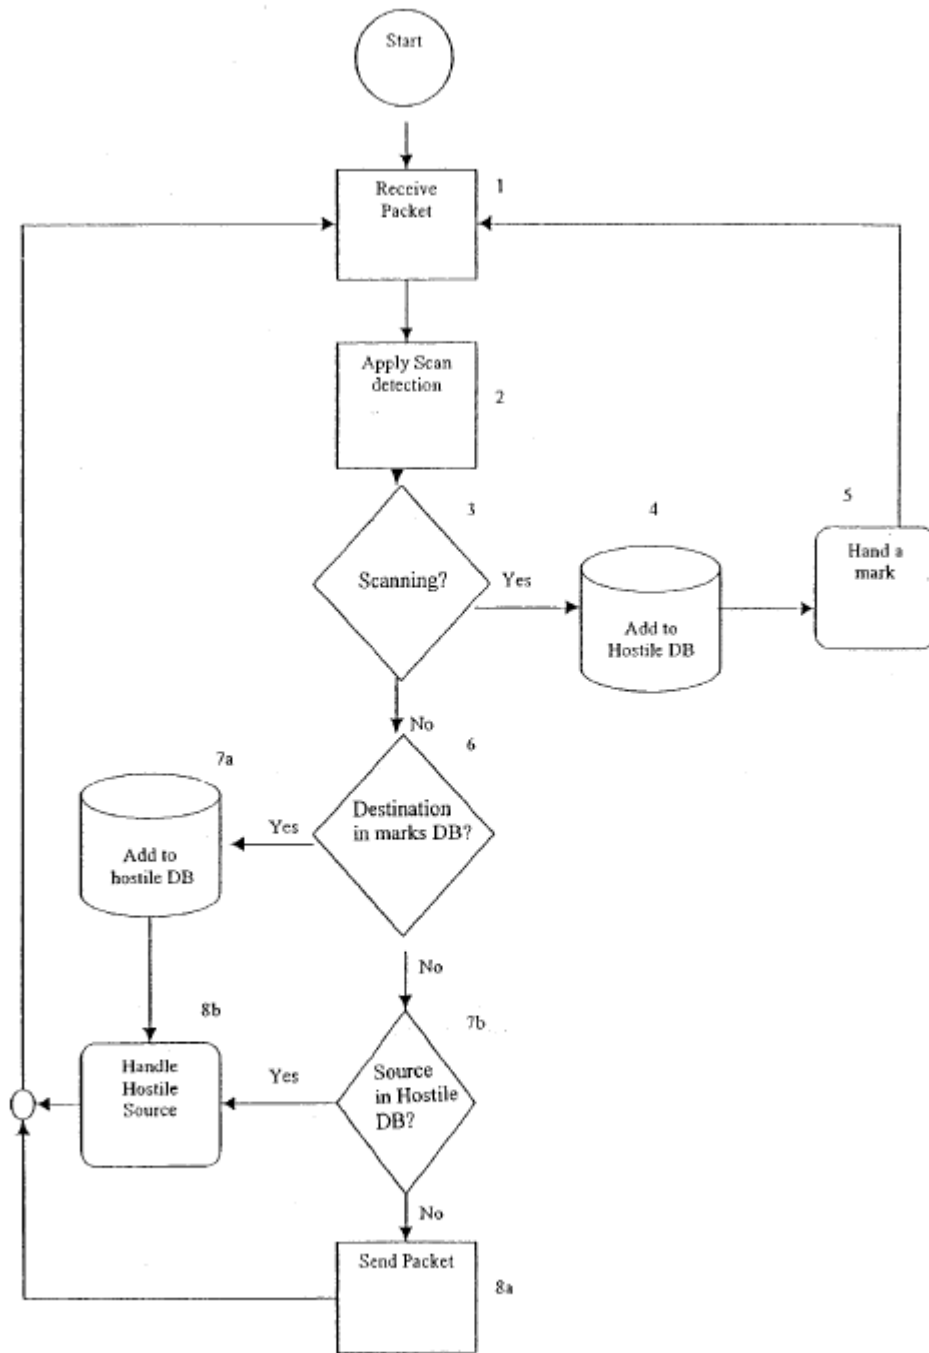 Start
Receive
Packet
1
Apply Scan
detection
2
3
Scanning?
Yes
4
Add to
Hostile DB
5
Hand a
mark
No
6
Destination
in marks DB?
Yes
7a
Add to
hostile DB
No
7b
Source
in Hostile
DB?
Yes
8b
Handle
Hostile
Source
No
Send Packet
8a